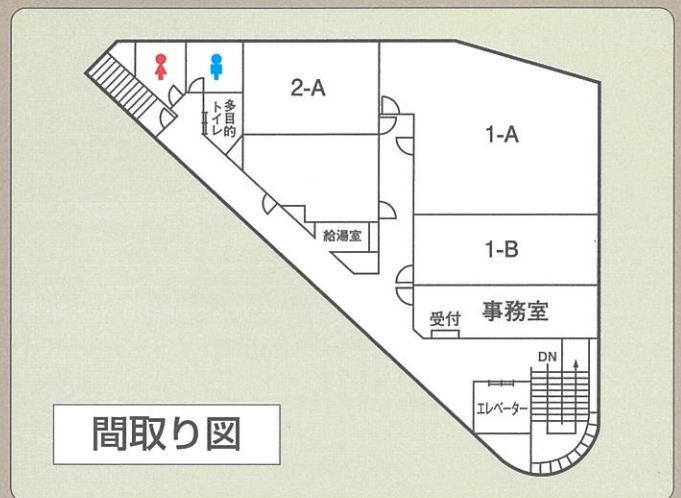 2-A
多目的
トイレ
1-A
給湯室
1-B
事務室
受付
DN
エレベーター
間取り図